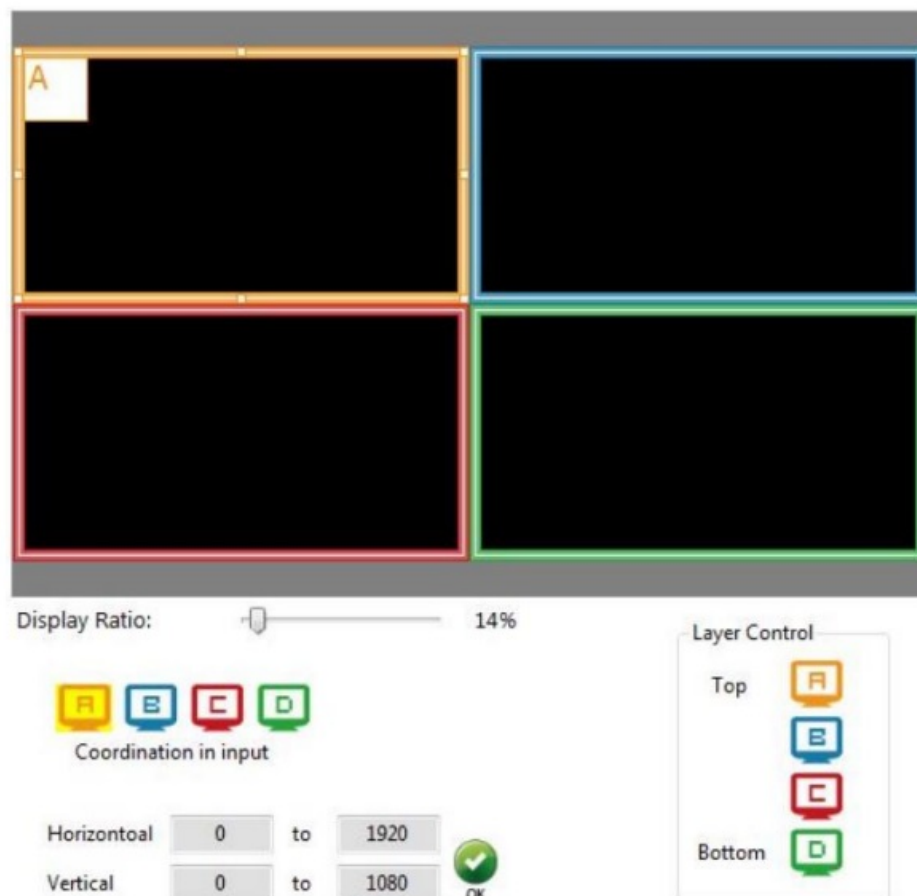 A
Display Ratio: 14%
Layer Control
Top A
A B C D
B
Coordination in input
C
Horizontoal 0 to 1920
Bottom D
Vertical 0 to 1080
OK